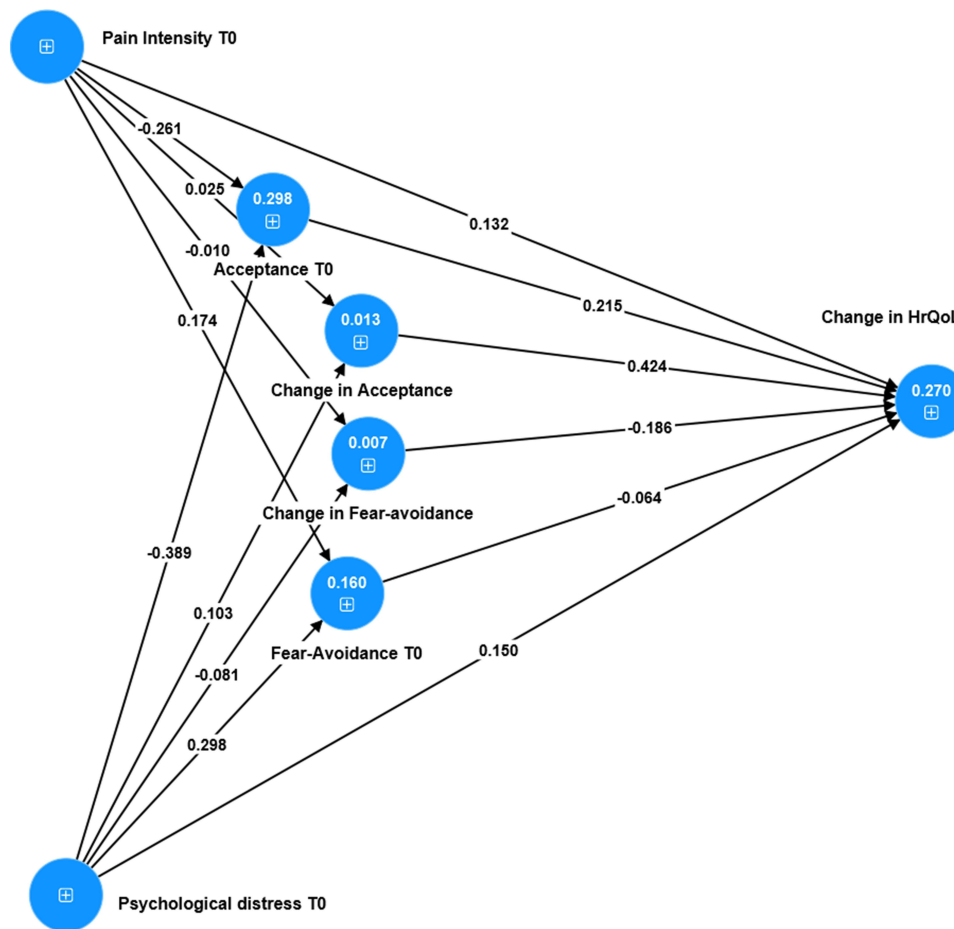 Pain Intensity T0
-0.261
0.025
0.298
-0.010
0.132
Acceptance T0
0.215
0.174
0.013
Change in HrQoL
0.424
Change in Acceptance
0.270
0.007
-0.186
-0.064
Change in Fear-avoidance
-0.389
0.160
0.103
Fear-Avoidance T0
0.150
-0.081
0.298
Psychological distress T0